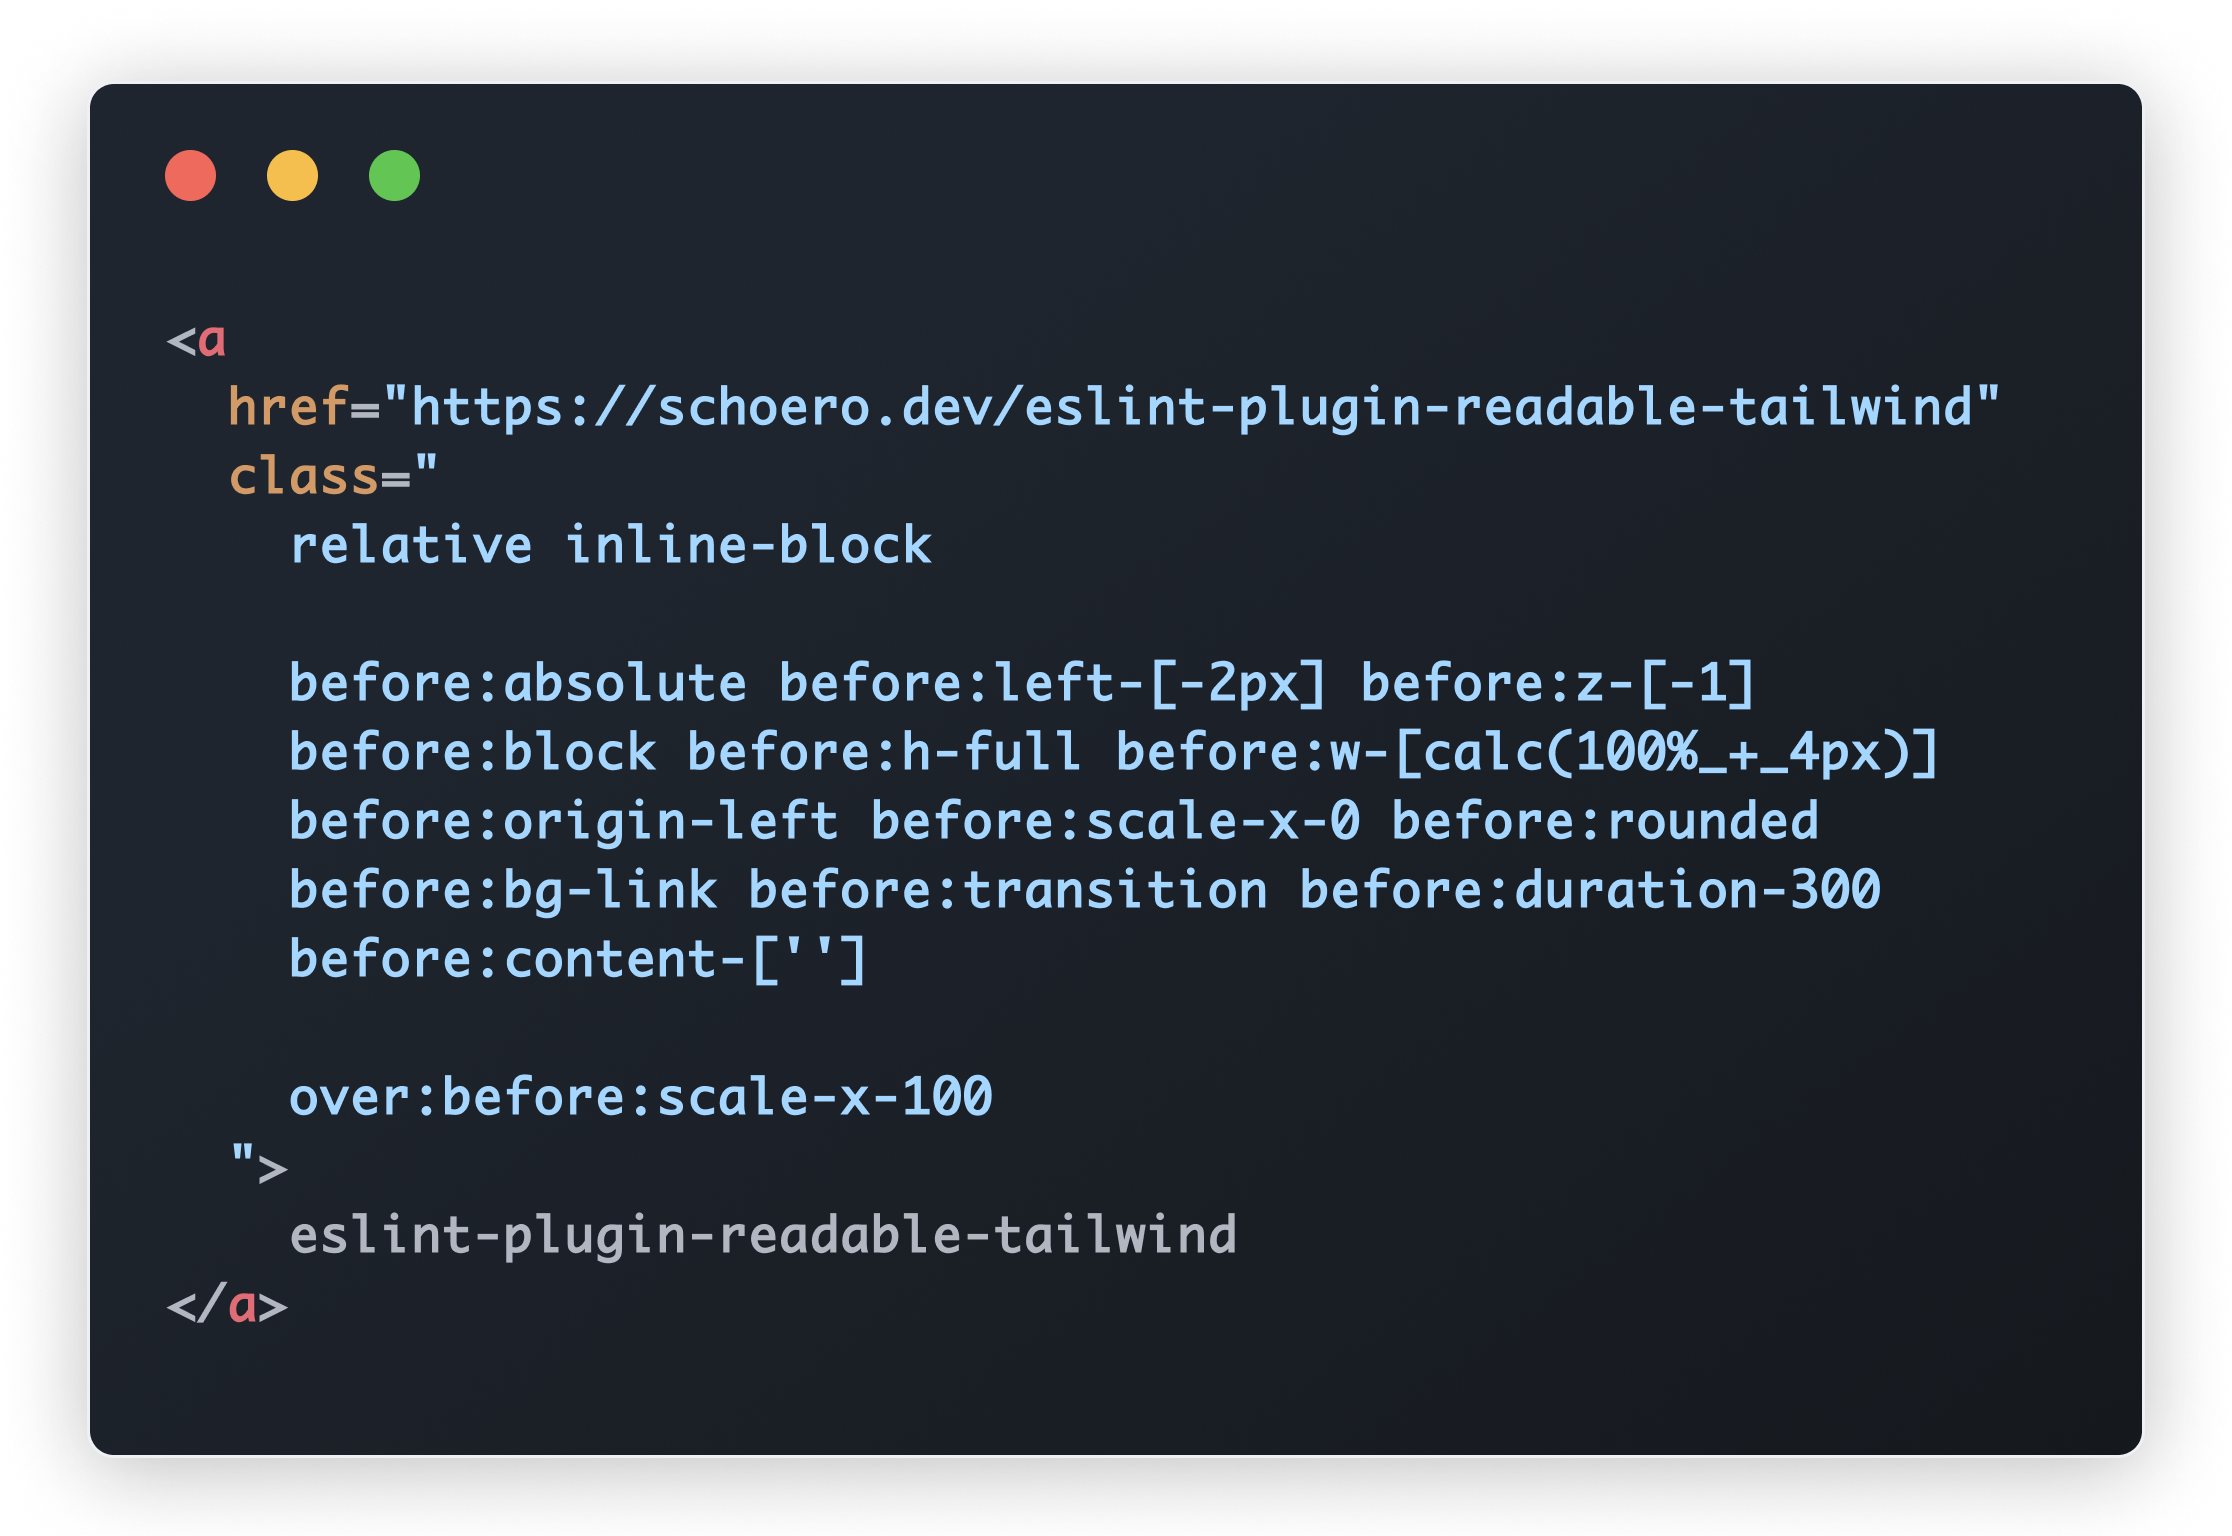 <a
href="https://schoero.dev/eslint-plugin-readable-tailwind"
class="
relative inline-block
before:absolute before:left-[-2px] before:z-[-1]
before:block before:h-full before:w-[calc(100%_+_4px)]
before:origin-left before:scale-x-0 before:rounded
before:bg-link before:transition before:duration-300
before:content-['']
over:before:scale-x-100
">
eslint-plugin-readable-tailwind
</a>